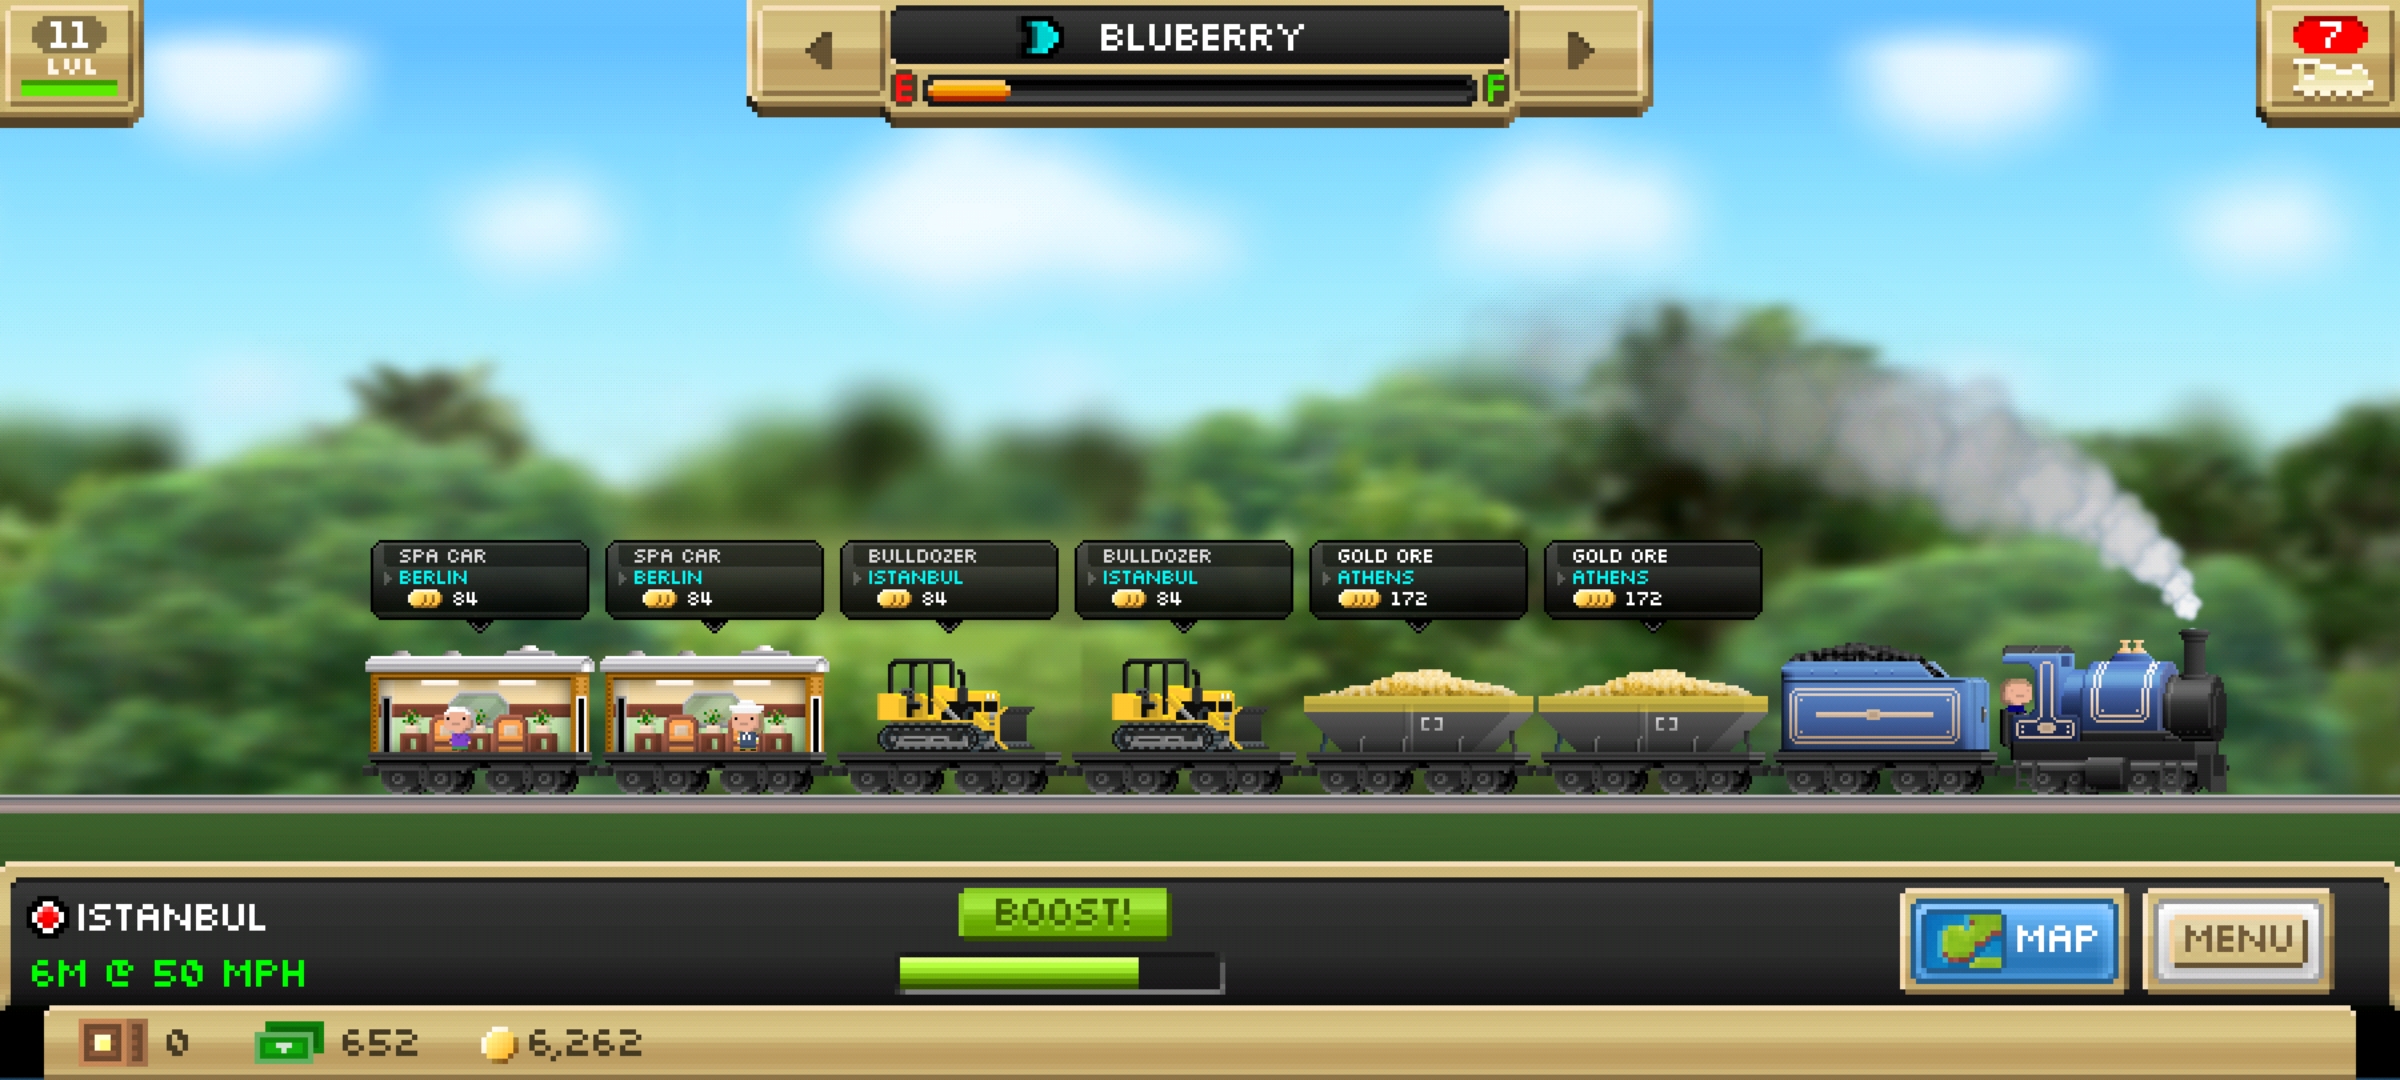 11
LVL
BLUBERRY
E F
7
SPA CAR
BERLIN
84
SPA CAR
BERLIN
84
BULLDOZER
ISTANBUL
84
BULLDOZER
ISTANBUL
84
GOLD ORE
ATHENS
172
GOLD ORE
ATHENS
172
ISTANBUL
6M @ 50 MPH
BOOST!
MAP
MENU
0 652 6,262